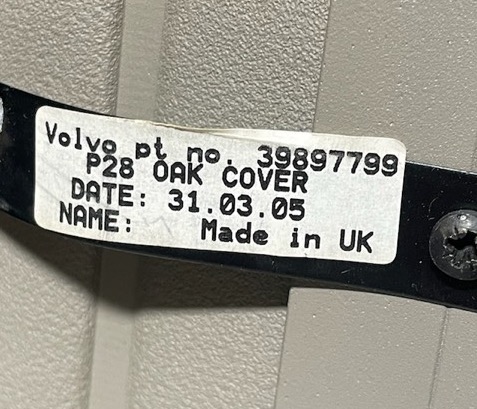 Volvo pt no. 39897799
P28 OAK COVER
DATE: 31.03.05
NAME: Made in UK